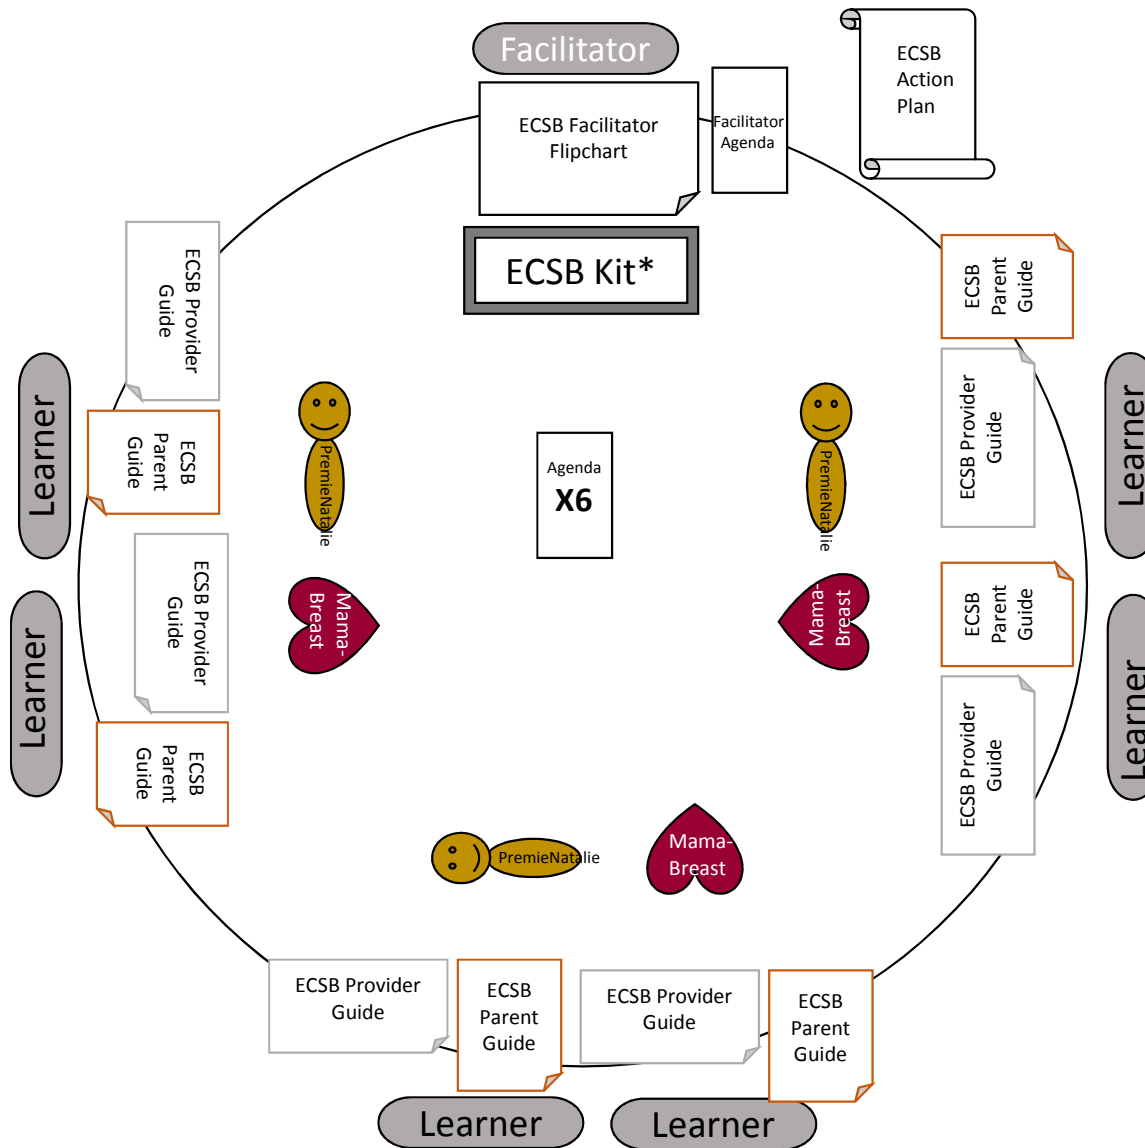 Facilitator
ECSB Facilitator
Flipchart
Facilitator
Agenda
ECSB
Action
Plan
ECSB Kit*
ECSB Provider
Guide
ECSB
Parent
Guide
Learner
ECSB
Parent
Guide
ECSB Provider
Guide
Learner
PremieNatalie
Agenda
X6
PremieNatalie
ECSB Provider
Guide
Learner
ECSB
Parent
Guide
Mama-
Breast
Mama-
Breast
ECSB
Parent
Guide
ECSB Provider
Guide
Learner
PremieNatalie
Mama-
Breast
ECSB Provider
Guide
ECSB
Parent
Guide
ECSB Provider
Guide
ECSB
Parent
Guide
Learner
Learner